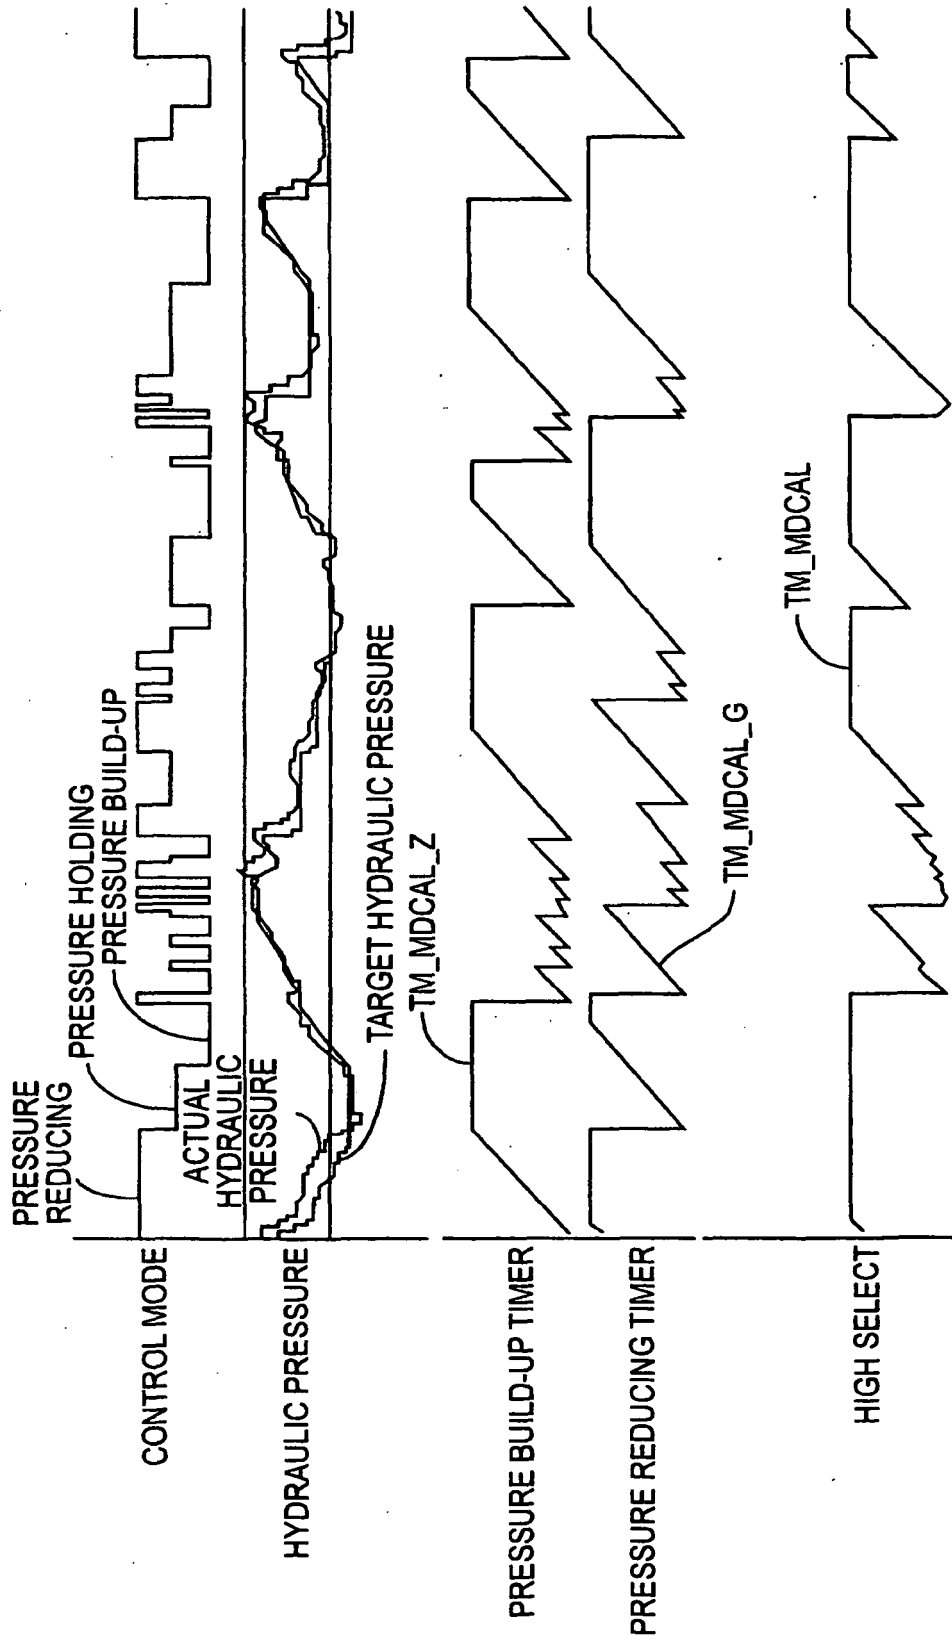 PRESSURE
REDUCING
PRESSURE HOLDING
PRESSURE BUILD-UP
CONTROL MODE
ACTUAL
HYDRAULIC
PRESSURE
HYDRAULIC PRESSURE
TARGET HYDRAULIC PRESSURE
TM_MDCAL_Z
PRESSURE BUILD-UP TIMER
PRESSURE REDUCING TIMER
TM_MDCAL_G
TM_MDCAL
HIGH SELECT